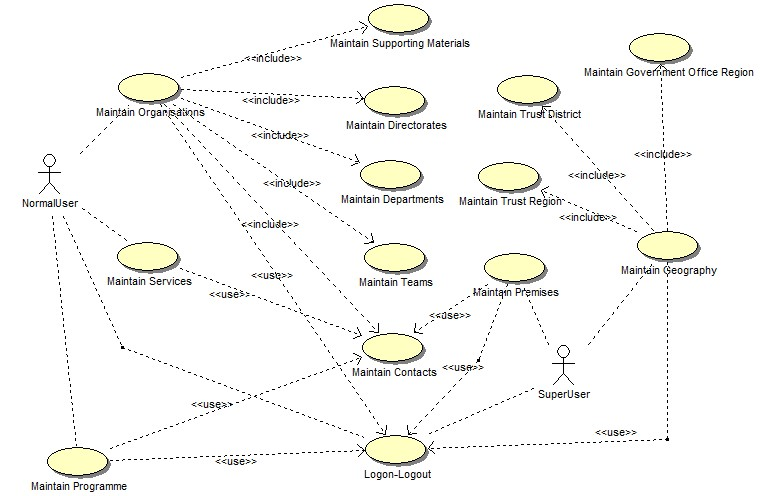 Maintain Supporting Materials
<<include>>
Maintain Government Office Region
Maintain Organisations
<<include>>
Maintain Directorates
Maintain Trust District
<<include>>
<<include>>
NormalUser
Maintain Departments
Maintain Trust Region
<<include>>
<<include>>
<<include>>
<<include>>
Maintain Services
<<use>>
Maintain Teams
Maintain Premises
Maintain Geography
<<use>>
<<use>>
Maintain Contacts
<<use>>
SuperUser
<<use>>
<<use>>
Maintain Programme
<<use>>
Logon-Logout